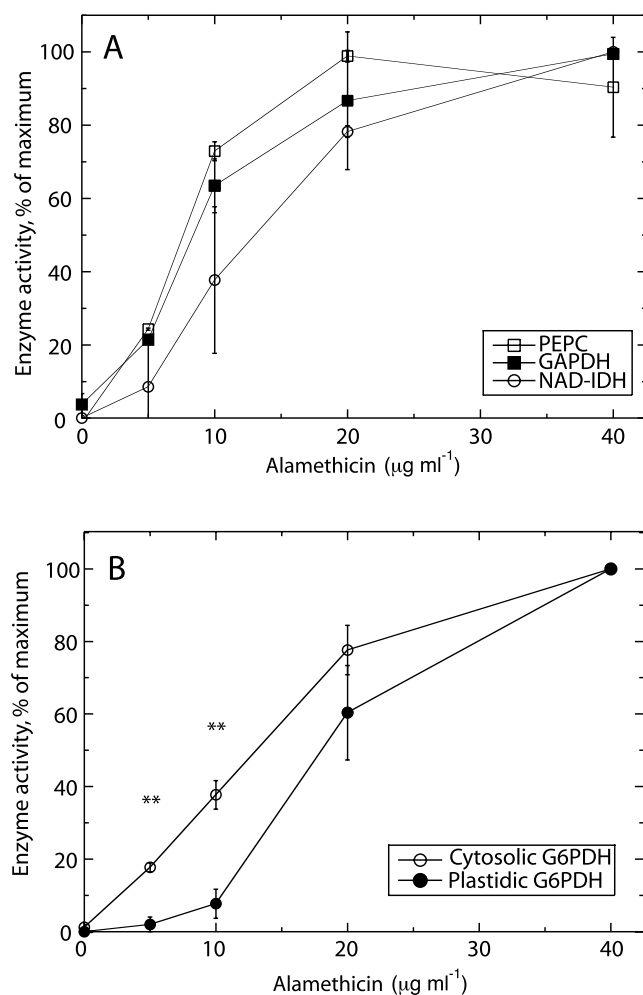 A
Enzyme activity, % of maximum
100
80
60
40
20
0
PEPC
GAPDH
NAD-IDH
0 10 20 30 40
Alamethicin (μg ml⁻¹)
B
Enzyme activity, % of maximum
100
80
60
40
20
0
**
**
Cytosolic G6PDH
Plastidic G6PDH
0 10 20 30 40
Alamethicin (μg ml⁻¹)